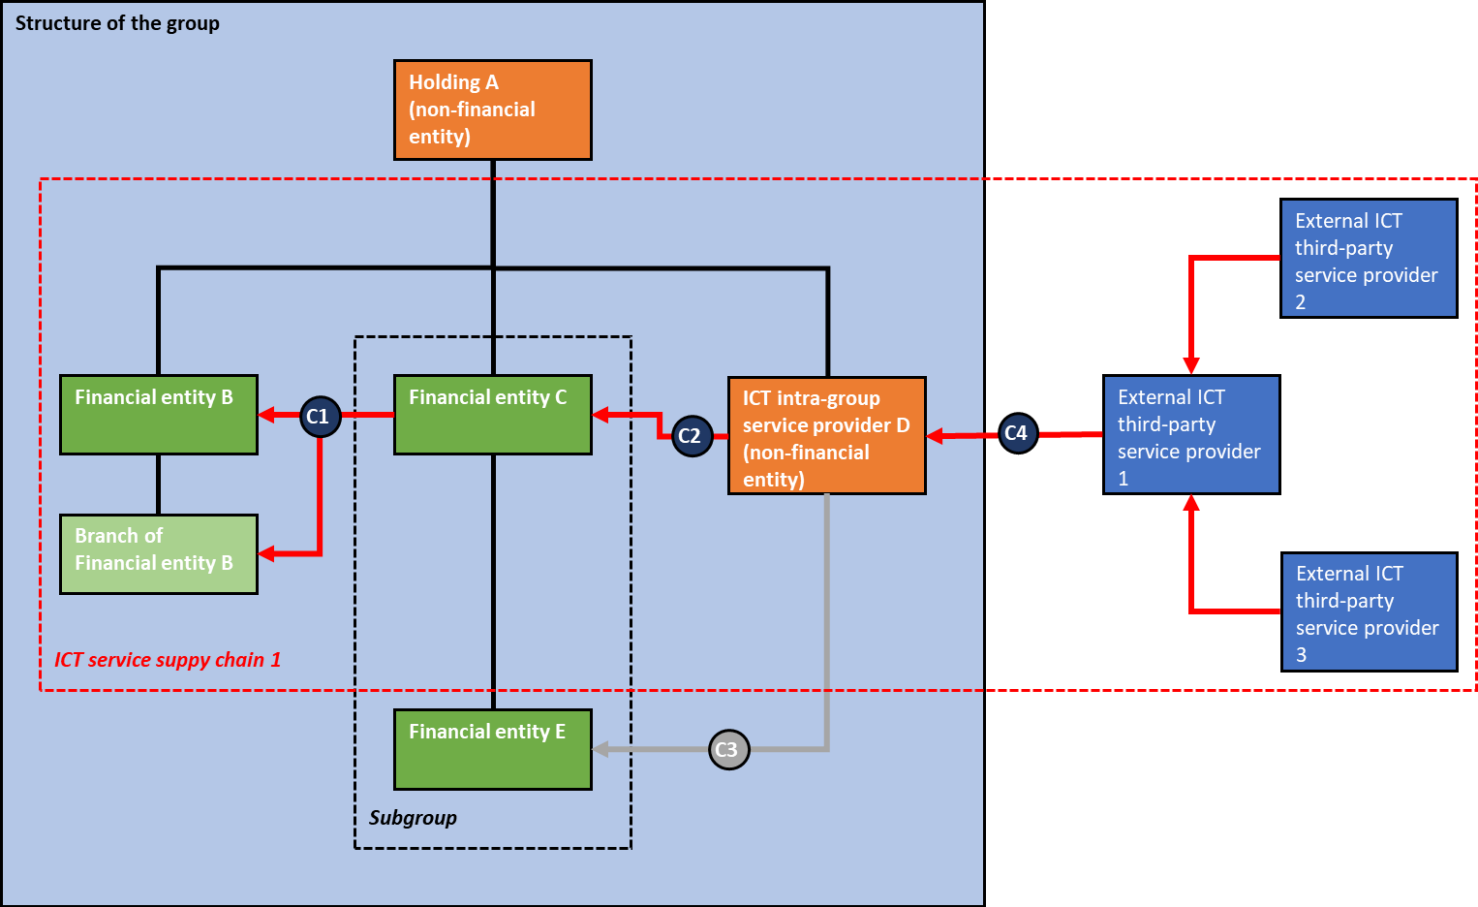 Structure of the group
Holding A
(non-financial
entity)
External ICT
third-party
service provider
2
Financial entity B
C1
Financial entity C
C2
ICT intra-group
service provider D
(non-financial
entity)
C4
External ICT
third-party
service provider
1
Branch of
Financial entity B
External ICT
third-party
service provider
3
ICT service suppy chain 1
Financial entity E
C3
Subgroup